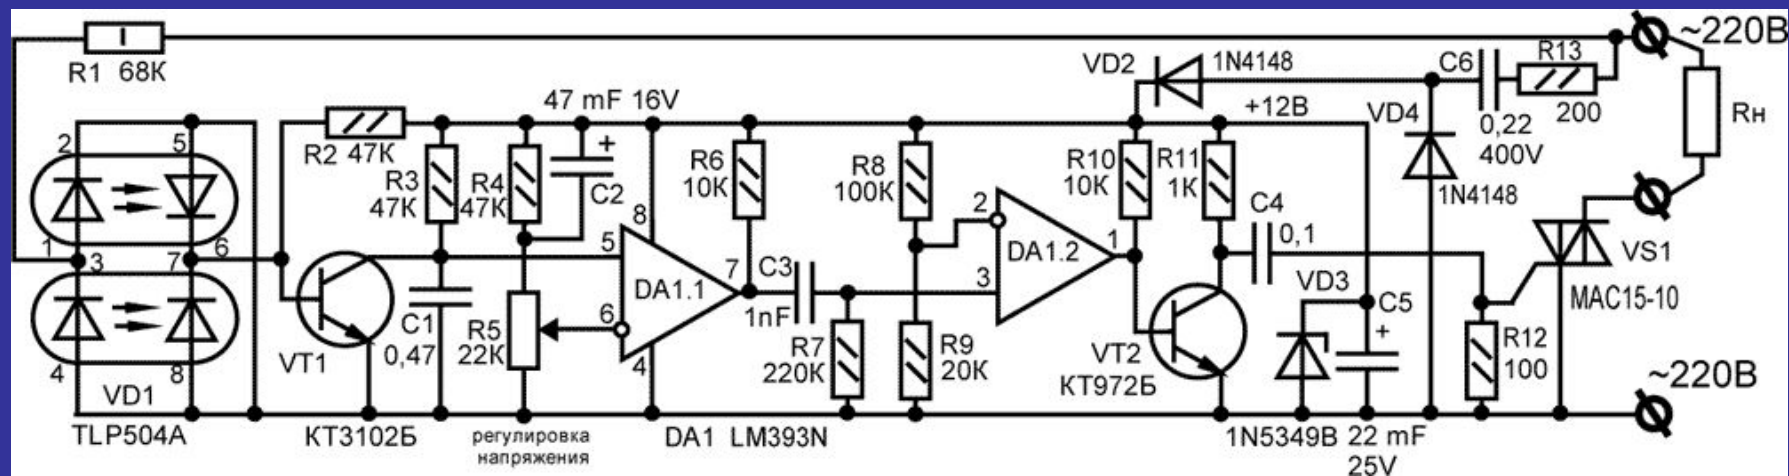 R1 68К
2
5
1
3
7
6
4
8
VD1
TLP504A
R2 47К
R3
47К
R4
47К
47 mF 16V
+
C2
VT1
КТ3102Б
C1
0,47
R5
22К
регулировка
напряжения
8
5
6
7
4
DA1.1
DA1 LM393N
R6
10К
C3
1nF
R7
220К
R8
100К
R9
20К
2
3
1
DA1.2
VD2
1N4148
+12В
R10
10К
R11
1К
VT2
КТ972Б
C4
0,1
VD3
1N5349B
C5
+
22 mF
25V
VD4
1N4148
C6
0,22
400V
R13
200
R12
100
VS1
MAC15-10
Rн
~220В
~220В